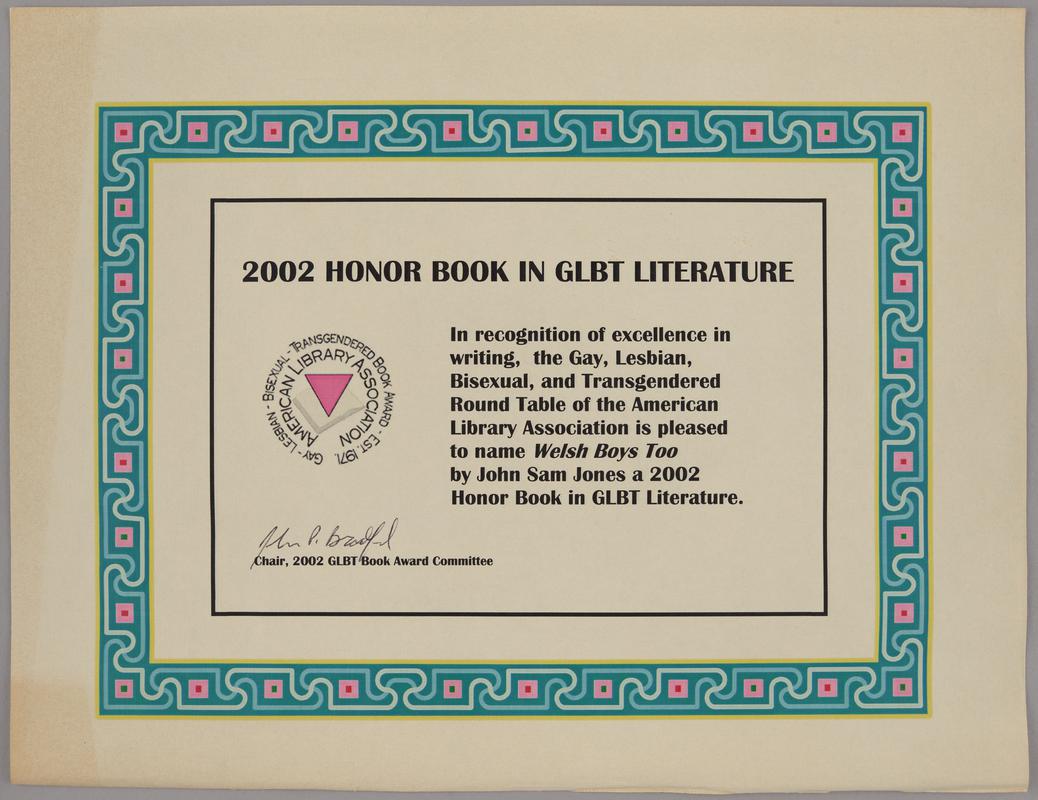 2002 HONOR BOOK IN GLBT LITERATURE
GAY - LESBIAN - BISEXUAL - TRANSGENDERED BOOK AWARD - EST. 1971.
AMERICAN LIBRARY ASSOCIATION
In recognition of excellence in
writing, the Gay, Lesbian,
Bisexual, and Transgendered
Round Table of the American
Library Association is pleased
to name Welsh Boys Too
by John Sam Jones a 2002
Honor Book in GLBT Literature.
John P. Bradford
Chair, 2002 GLBT Book Award Committee